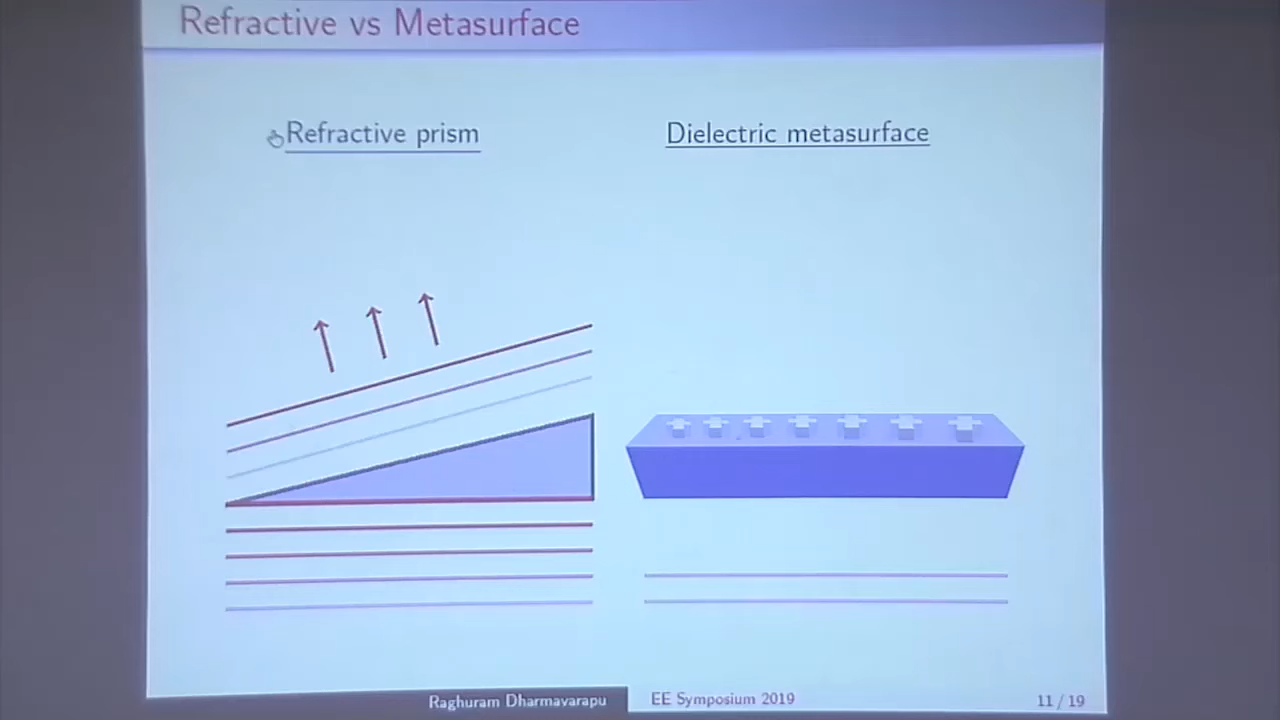 Refractive vs Metasurface
Refractive prism
Dielectric metasurface
Raghuram Dharmavarapu
EE Symposium 2019
11 / 19